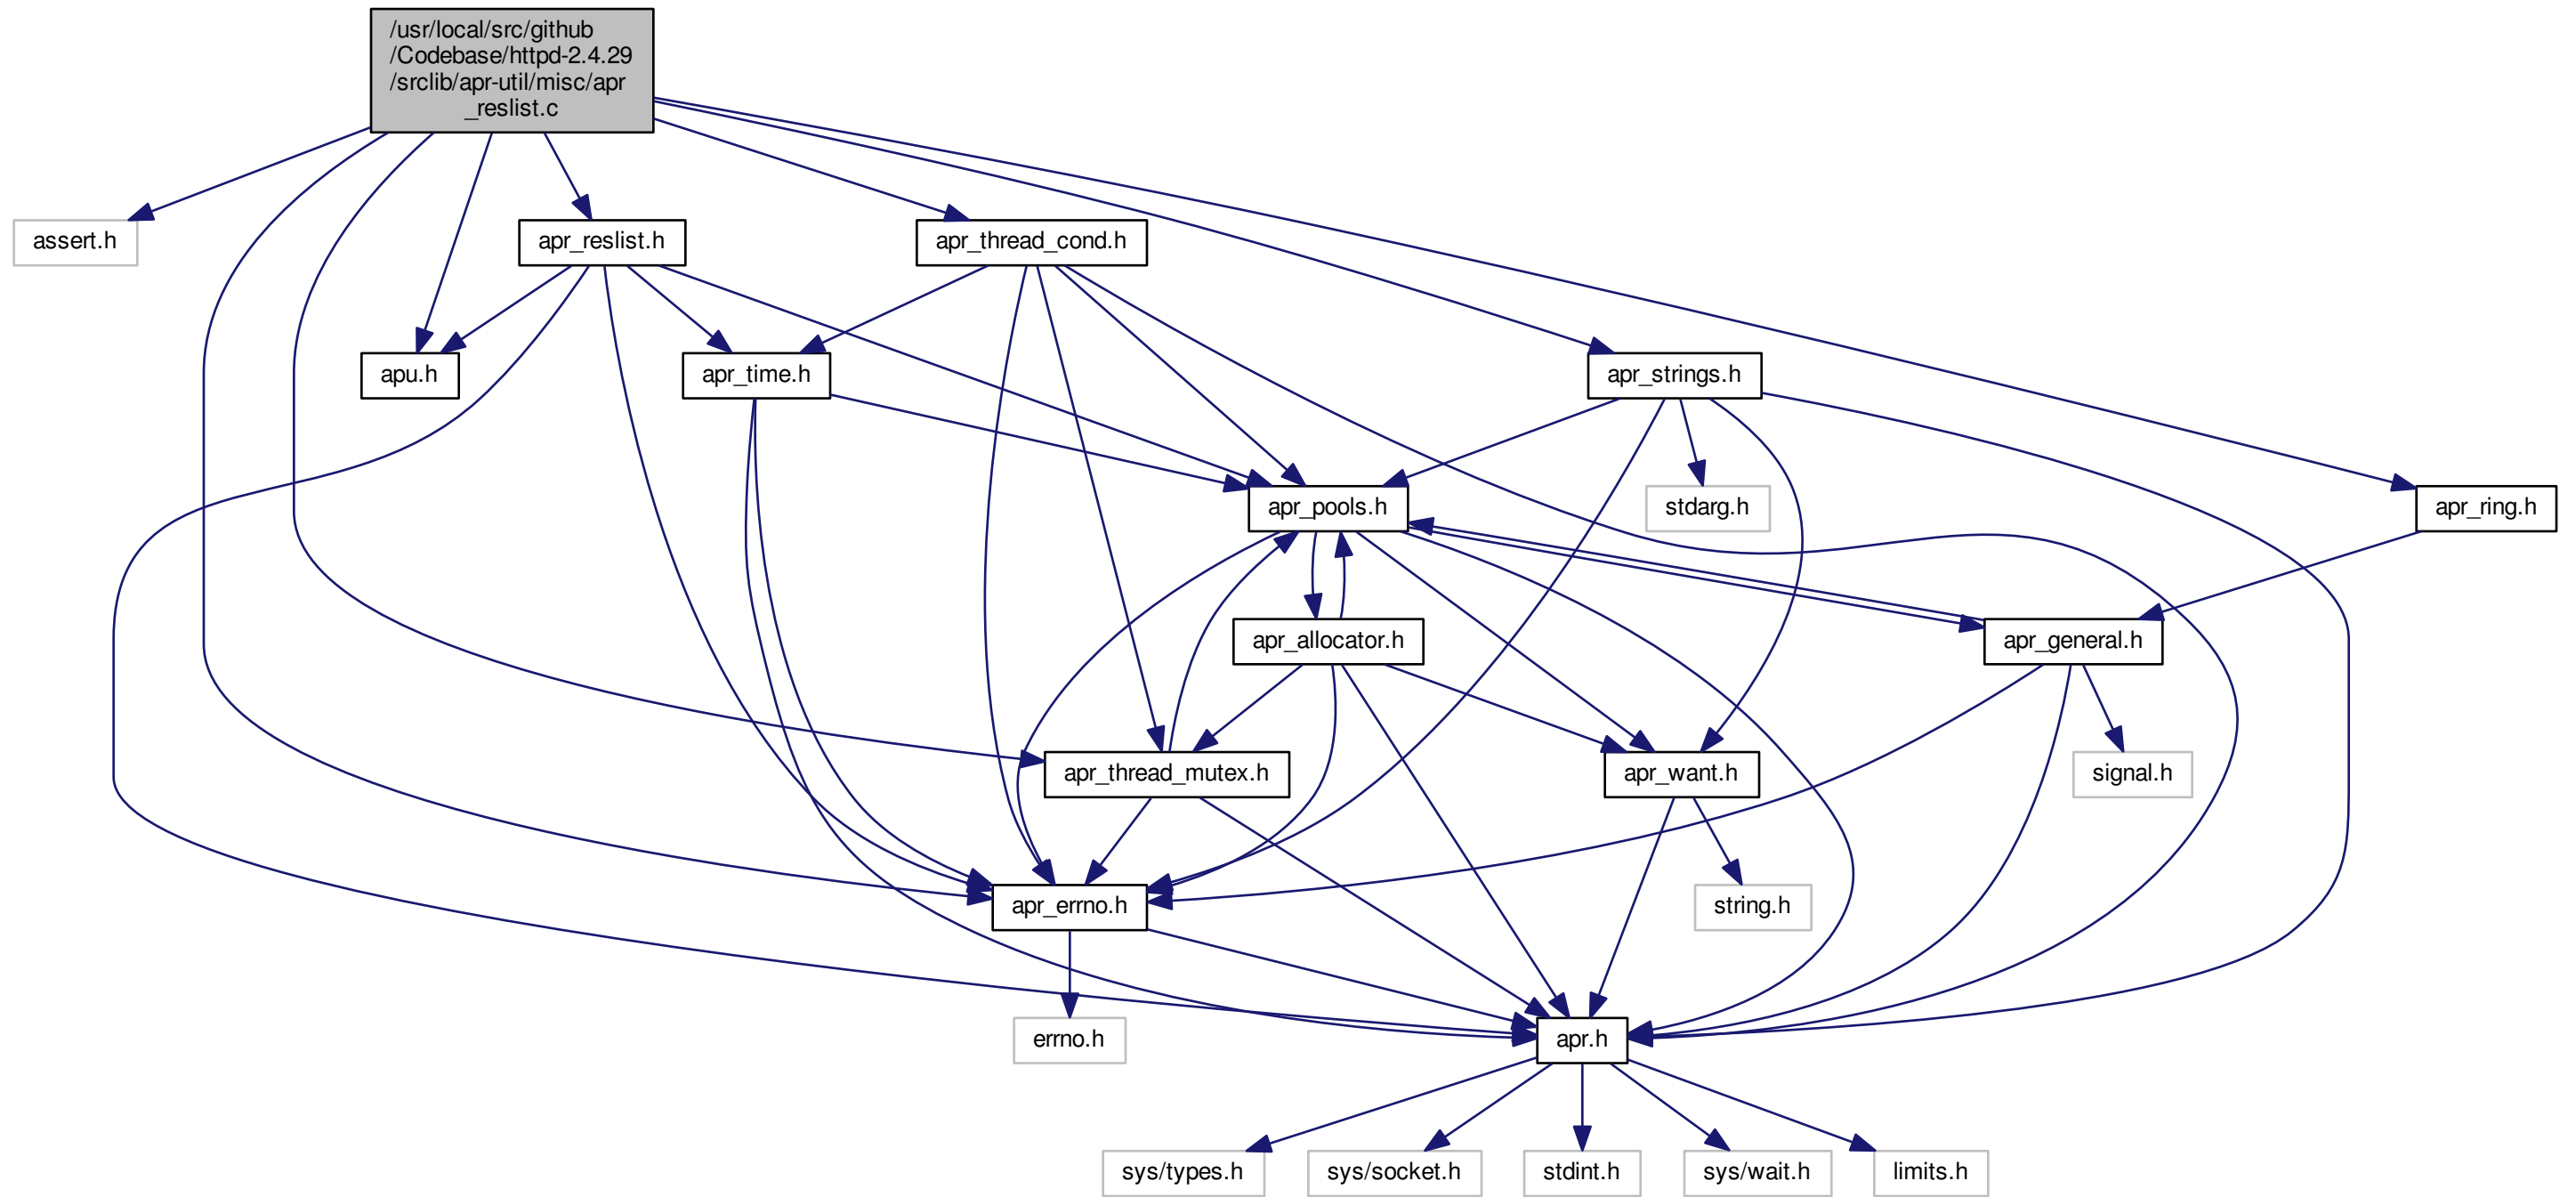 /usr/local/src/github
/Codebase/httpd-2.4.29
/srclib/apr-util/misc/apr
_reslist.c
assert.h
apr_reslist.h
apr_thread_cond.h
apu.h
apr_time.h
apr_strings.h
apr_pools.h
stdarg.h
apr_ring.h
apr_allocator.h
apr_general.h
apr_thread_mutex.h
apr_want.h
signal.h
apr_errno.h
string.h
errno.h
apr.h
sys/types.h
sys/socket.h
stdint.h
sys/wait.h
limits.h